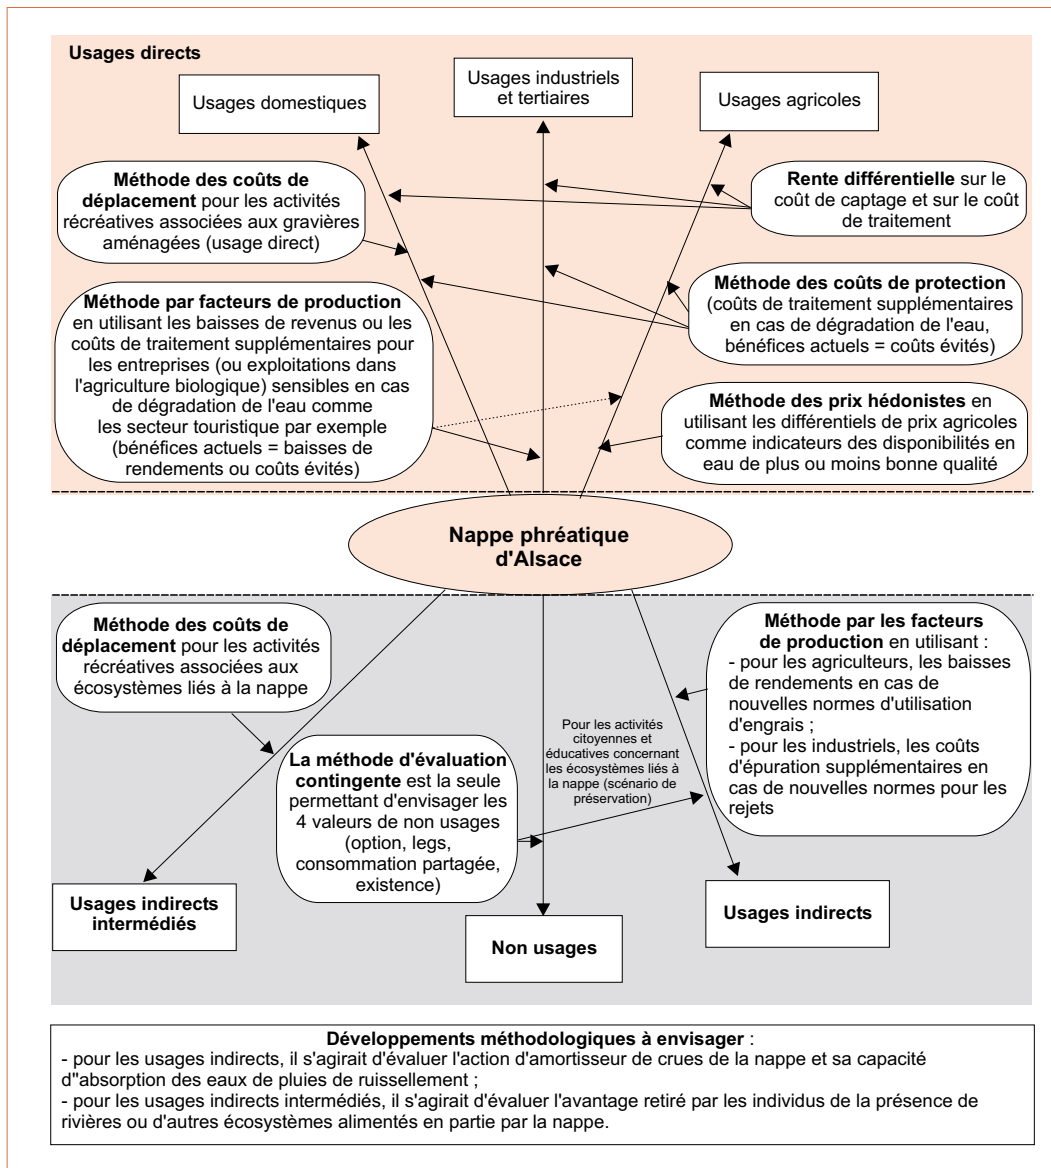 Usages directs
Usages domestiques
Usages industriels
et tertiaires
Usages agricoles
Méthode des coûts de
déplacement pour les activités
récréatives associées aux gravières
aménagées (usage direct)
Rente différentielle sur le
coût de captage et sur le coût
de traitement
Méthode par facteurs de production
en utilisant les baisses de revenus ou les
coûts de traitement supplémentaires pour
les entreprises (ou exploitations dans
l'agriculture biologique) sensibles en cas
de dégradation de l'eau comme
les secteur touristique par exemple
(bénéfices actuels = baisses de
rendements ou coûts évités)
Méthode des coûts de protection
(coûts de traitement supplémentaires
en cas de dégradation de l'eau,
bénéfices actuels = coûts évités)
Méthode des prix hédonistes en
utilisant les différentiels de prix agricoles
comme indicateurs des disponibilités en
eau de plus ou moins bonne qualité
Nappe phréatique
d'Alsace
Méthode des coûts de
déplacement pour les activités
récréatives associées aux
écosystèmes liés à la nappe
Méthode par les facteurs
de production en utilisant :
- pour les agriculteurs, les baisses
de rendements en cas de
nouvelles normes d'utilisation
d'engrais ;
- pour les industriels, les coûts
d'épuration supplémentaires en
cas de nouvelles normes pour les
rejets
Pour les activités
citoyennes et
éducatives concernant
les écosystèmes liés à
la nappe (scénario de
préservation)
La méthode d'évaluation
contingente est la seule
permettant d'envisager les
4 valeurs de non usages
(option, legs,
consommation partagée,
existence)
Usages indirects
intermédiés
Non usages
Usages indirects
Développements méthodologiques à envisager :
- pour les usages indirects, il s'agirait d'évaluer l'action d'amortisseur de crues de la nappe et sa capacité
d"absorption des eaux de pluies de ruissellement ;
- pour les usages indirects intermédiés, il s'agirait d'évaluer l'avantage retiré par les individus de la présence de
rivières ou d'autres écosystèmes alimentés en partie par la nappe.